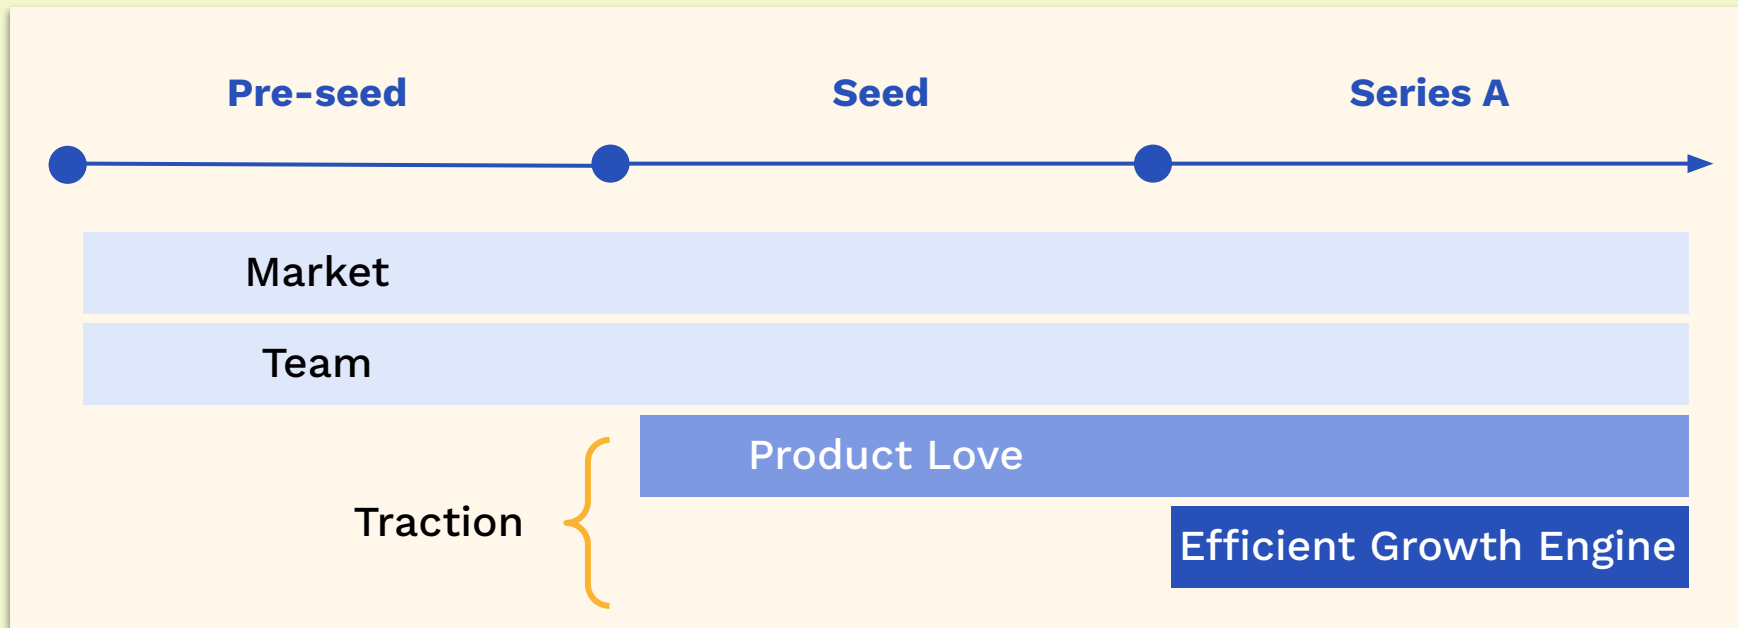 Pre-seed
Seed
Series A
Market
Team
Product Love
Traction
Efficient Growth Engine